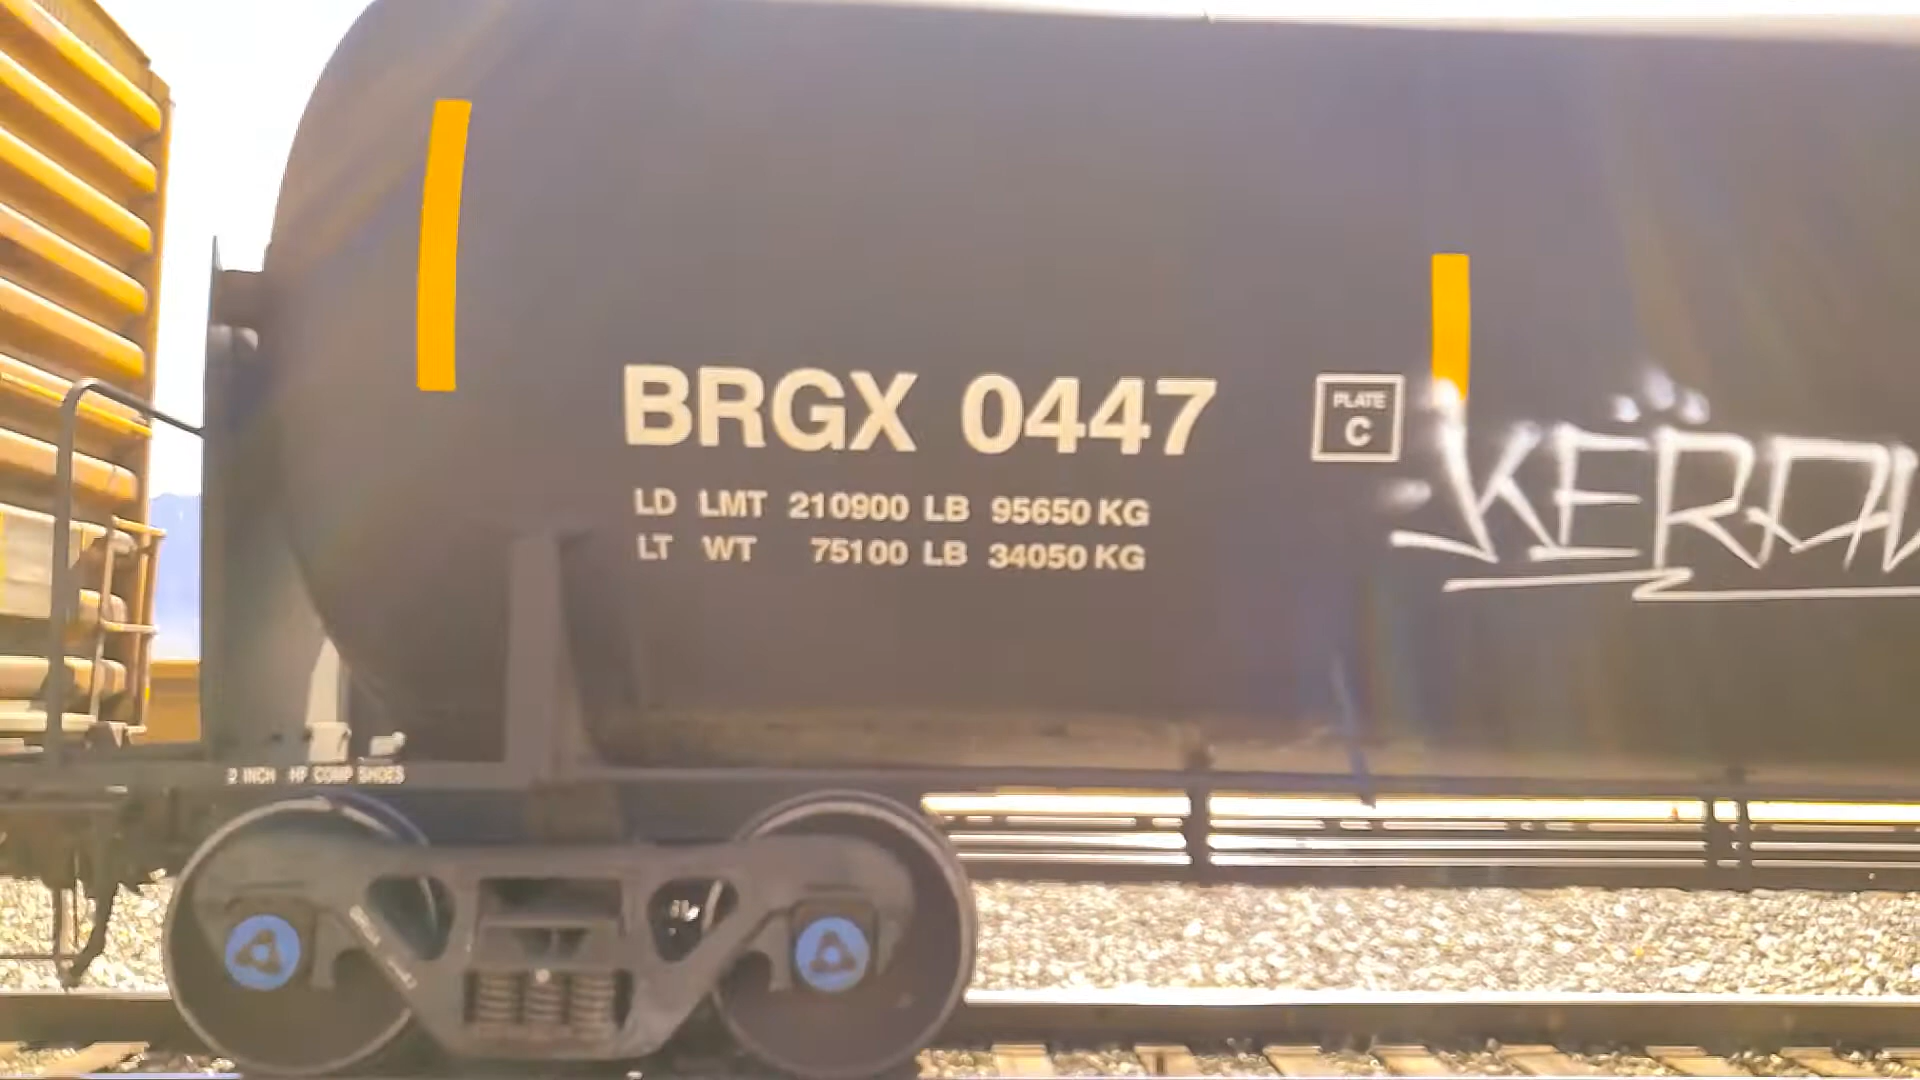 BRGX 0447
PLATE
C
LD LMT 210900 LB 95650 KG
LT WT 75100 LB 34050 KG
2 INCH HF COMP SHOES